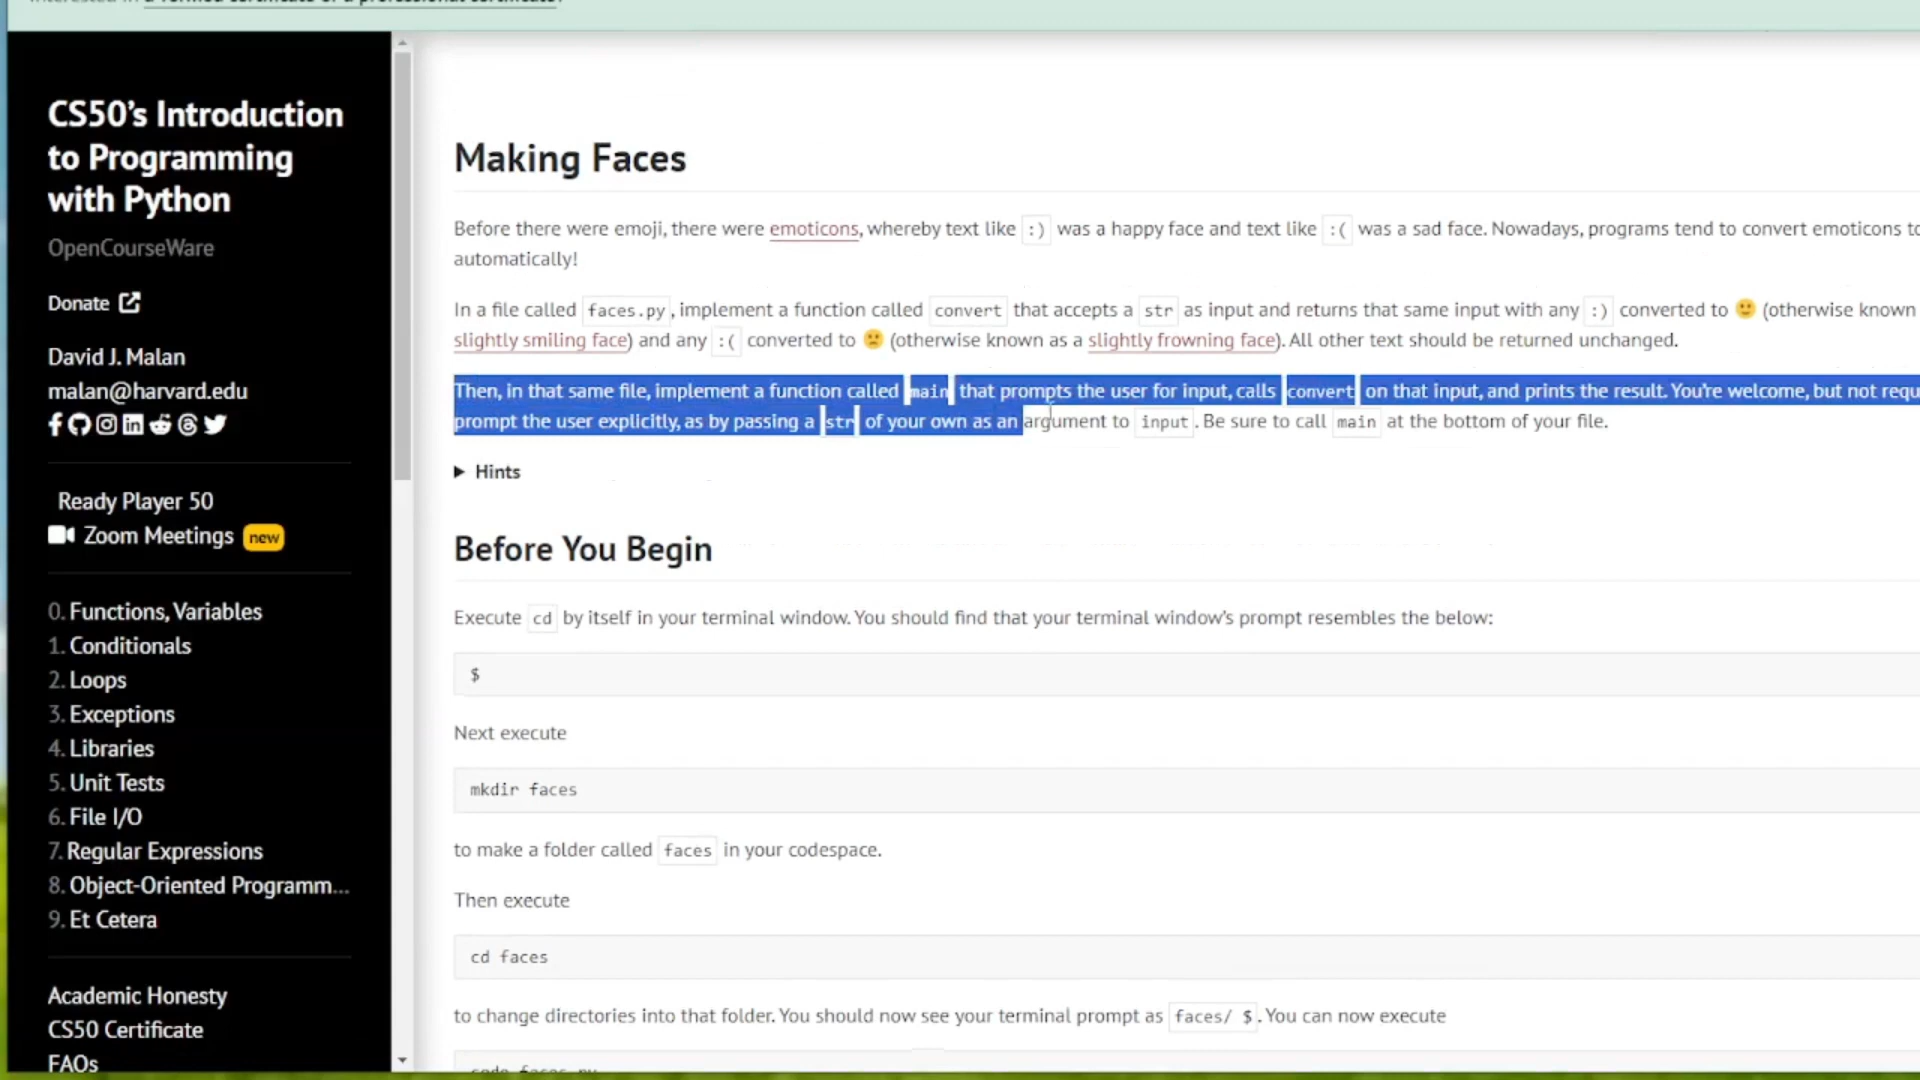 CS50's Introduction
to Programming
with Python
OpenCourseWare
Donate
David J. Malan
malan@harvard.edu
Ready Player 50
Zoom Meetings new
0. Functions, Variables
1. Conditionals
2. Loops
3. Exceptions
4. Libraries
5. Unit Tests
6. File I/O
7. Regular Expressions
8. Object-Oriented Programm...
9. Et Cetera
Academic Honesty
CS50 Certificate
FAQs
Making Faces
Before there were emoji, there were emoticons, whereby text like :) was a happy face and text like :( was a sad face. Nowadays, programs tend to convert emoticons to
automatically!
In a file called faces.py, implement a function called convert that accepts a str as input and returns that same input with any :) converted to 🙂 (otherwise known
slightly smiling face) and any :( converted to 🙁 (otherwise known as a slightly frowning face). All other text should be returned unchanged.
Then, in that same file, implement a function called main that prompts the user for input, calls convert on that input, and prints the result. You're welcome, but not requ
prompt the user explicitly, as by passing a str of your own as an argument to input. Be sure to call main at the bottom of your file.
▶ Hints
Before You Begin
Execute cd by itself in your terminal window. You should find that your terminal window's prompt resembles the below:
$
Next execute
mkdir faces
to make a folder called faces in your codespace.
Then execute
cd faces
to change directories into that folder. You should now see your terminal prompt as faces/ $. You can now execute